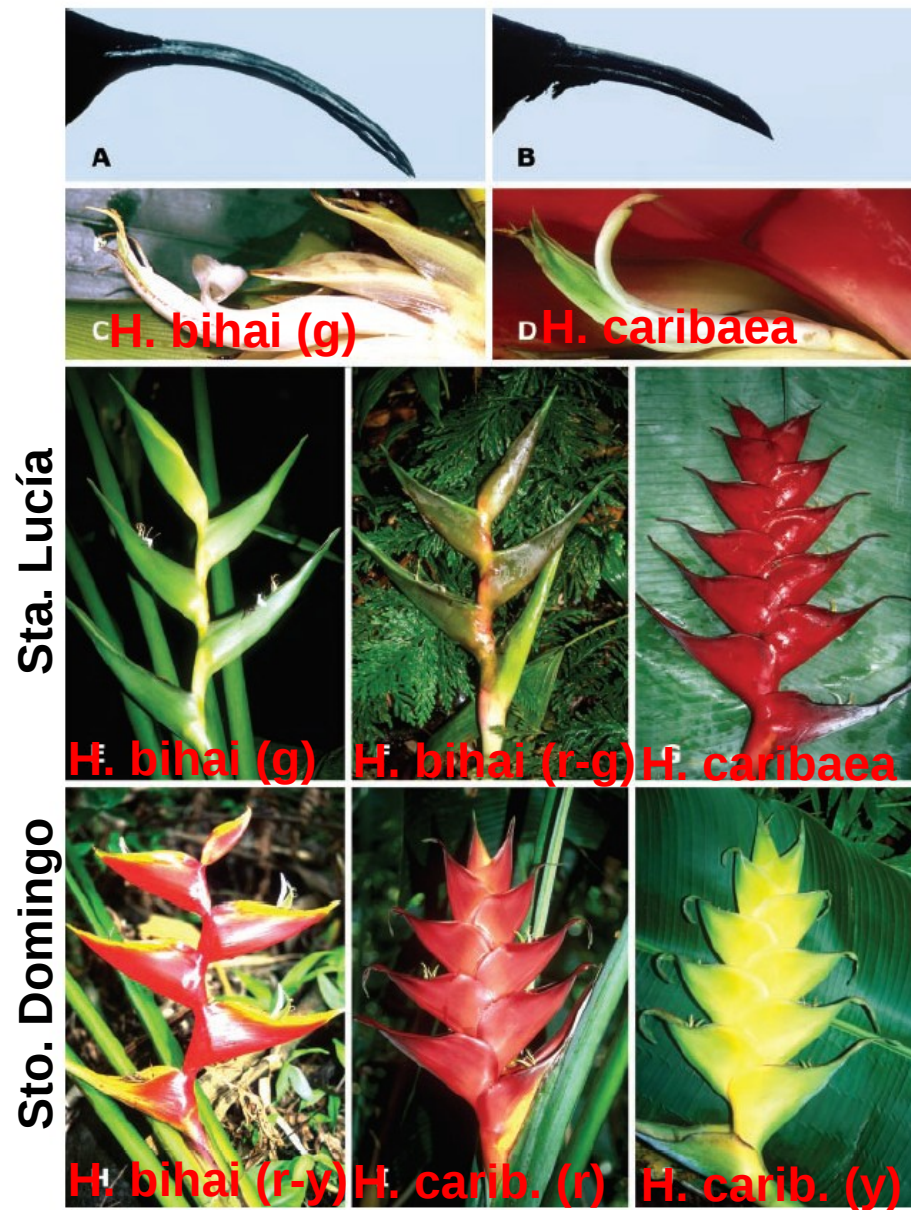 A
B
C
H. bihai (g)
D
H. caribaea
Sta. Lucía
E
H. bihai (g)
F
H. bihai (r-g)
H. caribaea
Sto. Domingo
H
H. bihai (r-y)
I
H. carib. (r)
H. carib. (y)